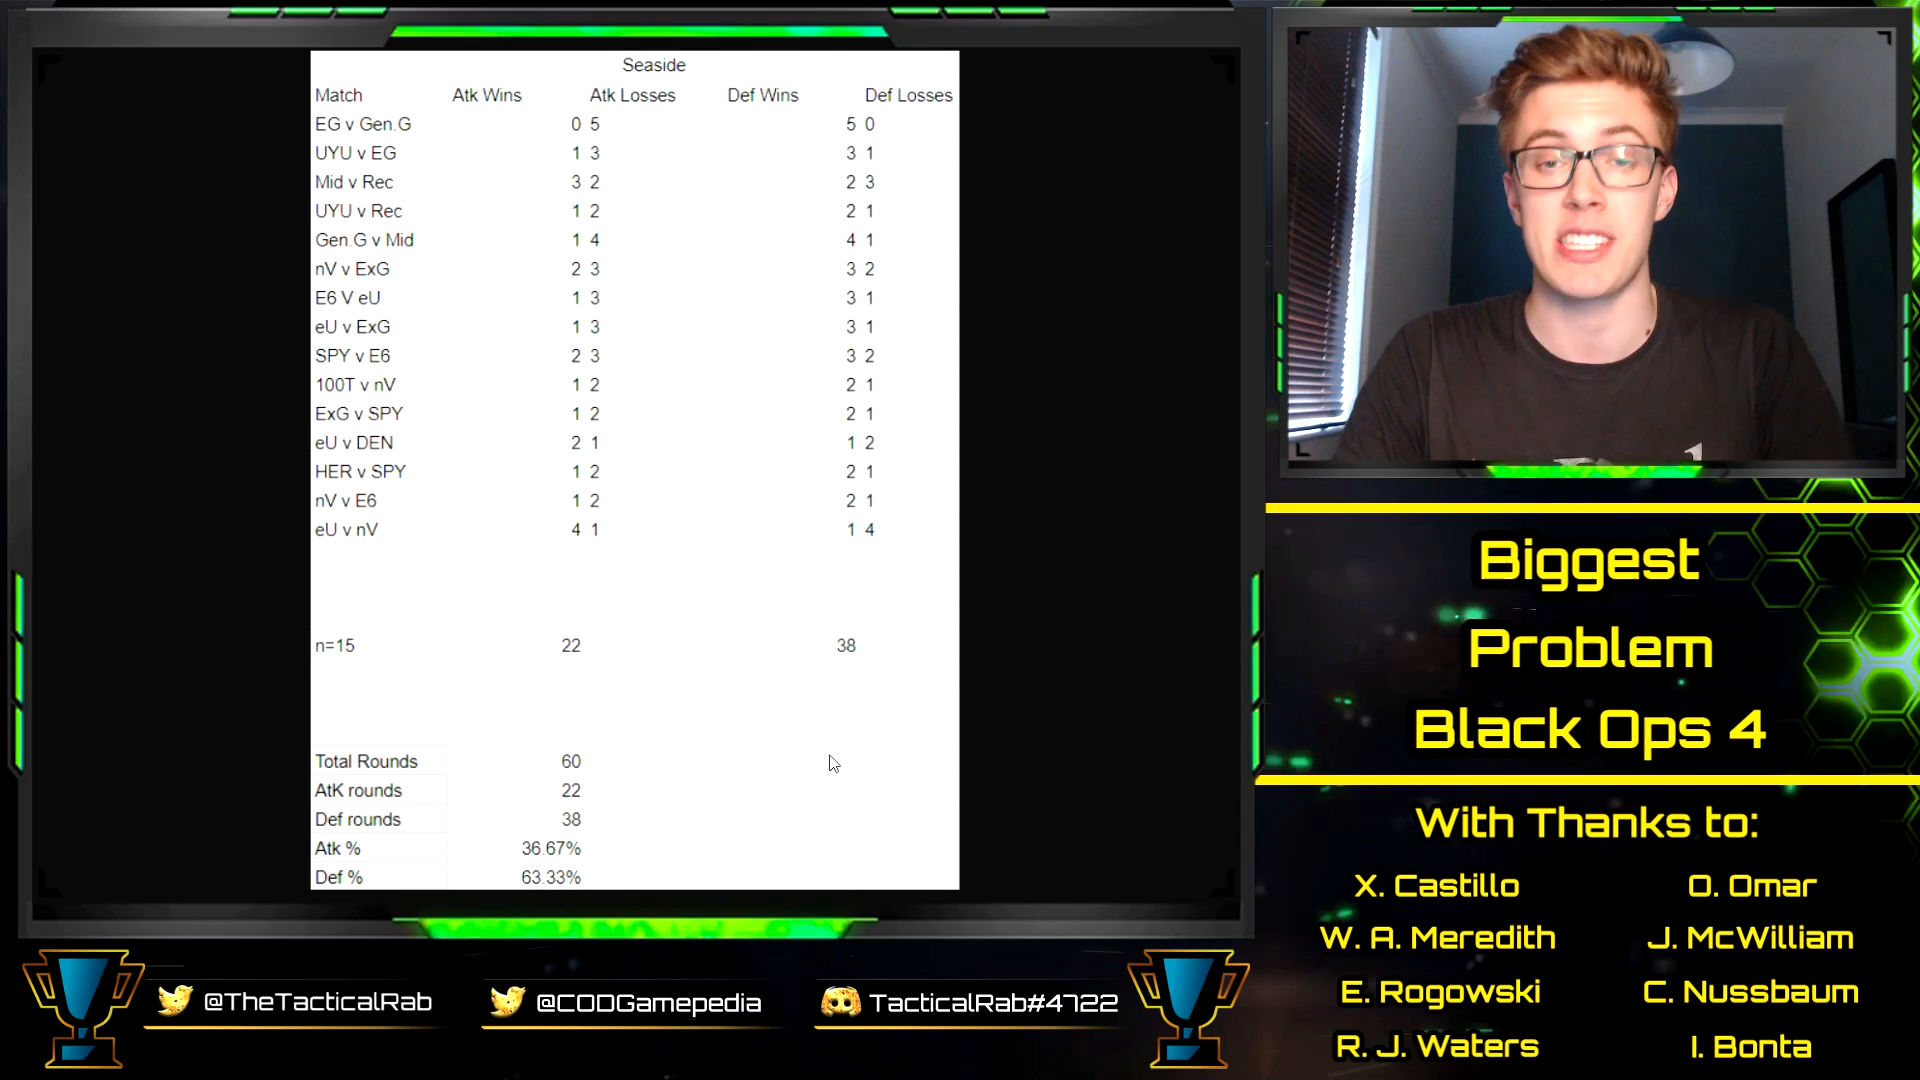 Seaside
Match Atk Wins Atk Losses Def Wins Def Losses
EG v Gen.G 0 5 5 0
UYU v EG 1 3 3 1
Mid v Rec 3 2 2 3
UYU v Rec 1 2 2 1
Gen.G v Mid 1 4 4 1
nV v ExG 2 3 3 2
E6 V eU 1 3 3 1
eU v ExG 1 3 3 1
SPY v E6 2 3 3 2
100T v nV 1 2 2 1
ExG v SPY 1 2 2 1
eU v DEN 2 1 1 2
HER v SPY 1 2 2 1
nV v E6 1 2 2 1
eU v nV 4 1 1 4
n=15 22 38
Total Rounds 60
AtK rounds 22
Def rounds 38
Atk % 36.67%
Def % 63.33%
Biggest
Problem
Black Ops 4
With Thanks to:
X. Castillo O. Omar
W. A. Meredith J. McWilliam
E. Rogowski C. Nussbaum
R. J. Waters I. Bonta
@TheTacticalRab @CODGamepedia TacticalRab#4722